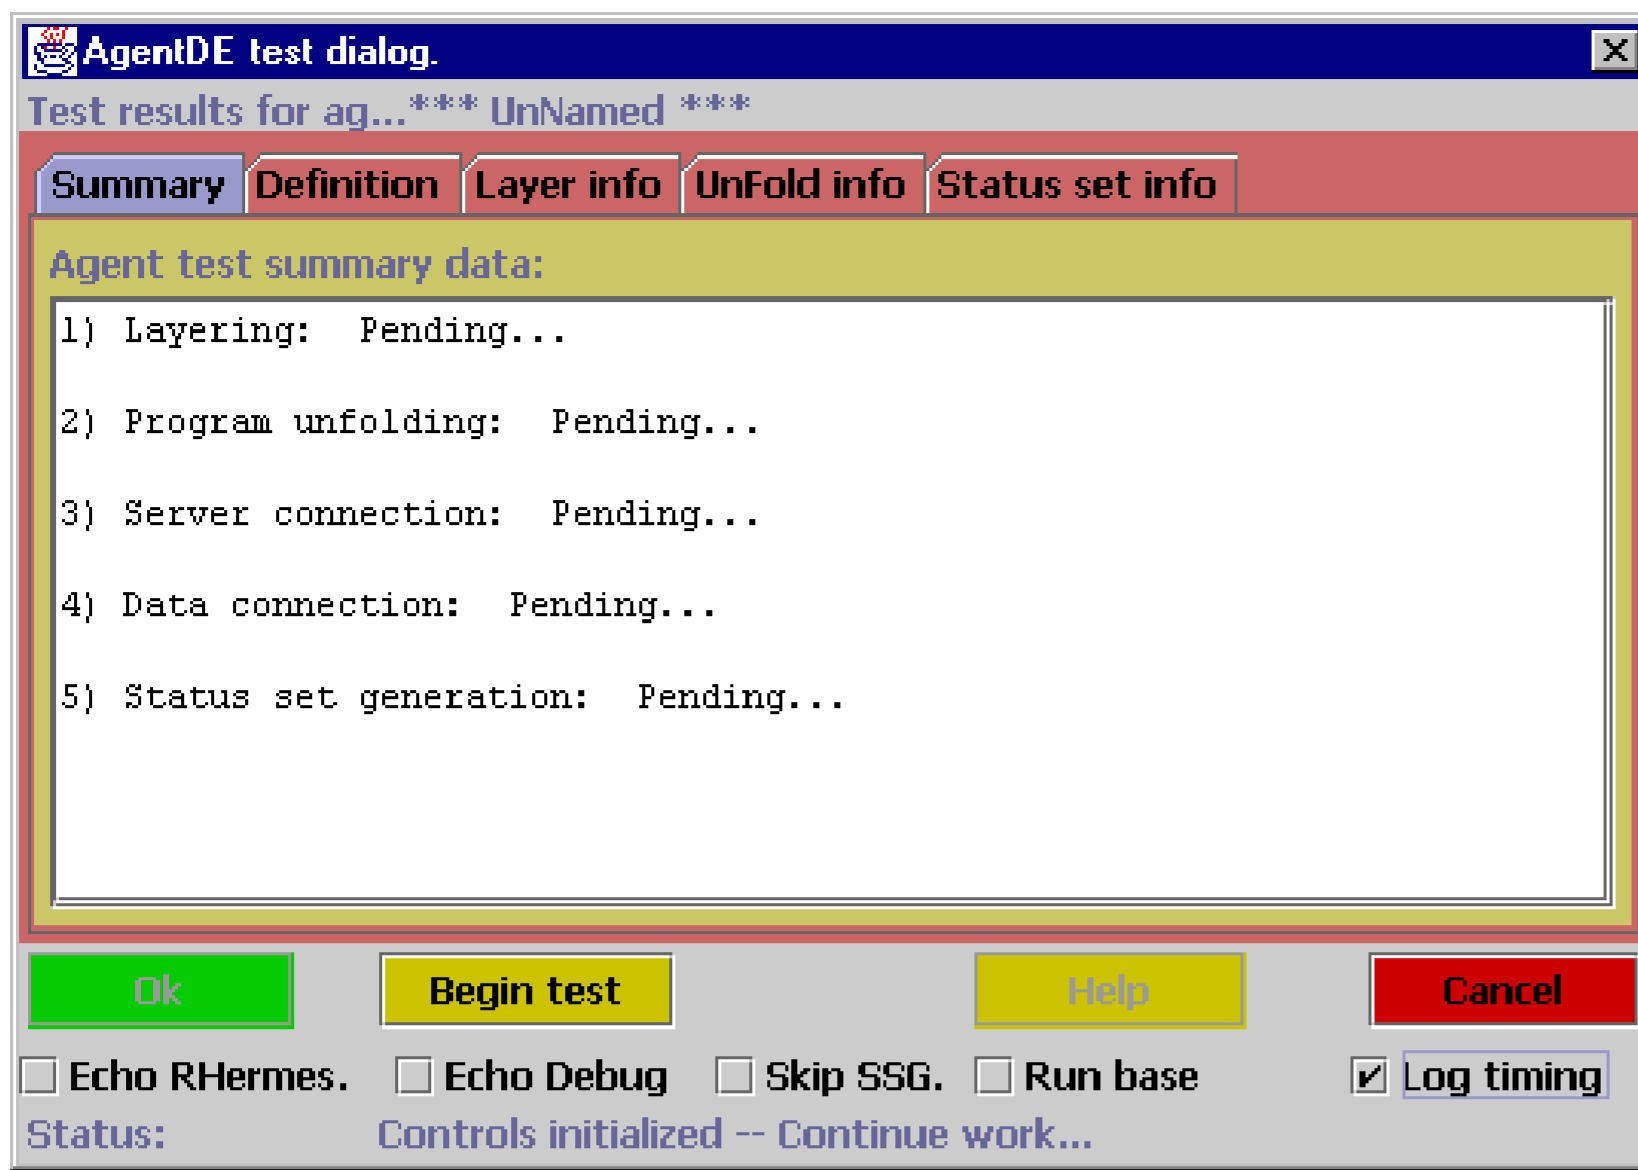 AgentDE test dialog.
Test results for ag...*** UnNamed ***
Summary Definition Layer info UnFold info Status set info
Agent test summary data:
1) Layering: Pending...
2) Program unfolding: Pending...
3) Server connection: Pending...
4) Data connection: Pending...
5) Status set generation: Pending...
Ok Begin test Help Cancel
Echo RHermes. Echo Debug Skip SSG. Run base Log timing
Status: Controls initialized -- Continue work...